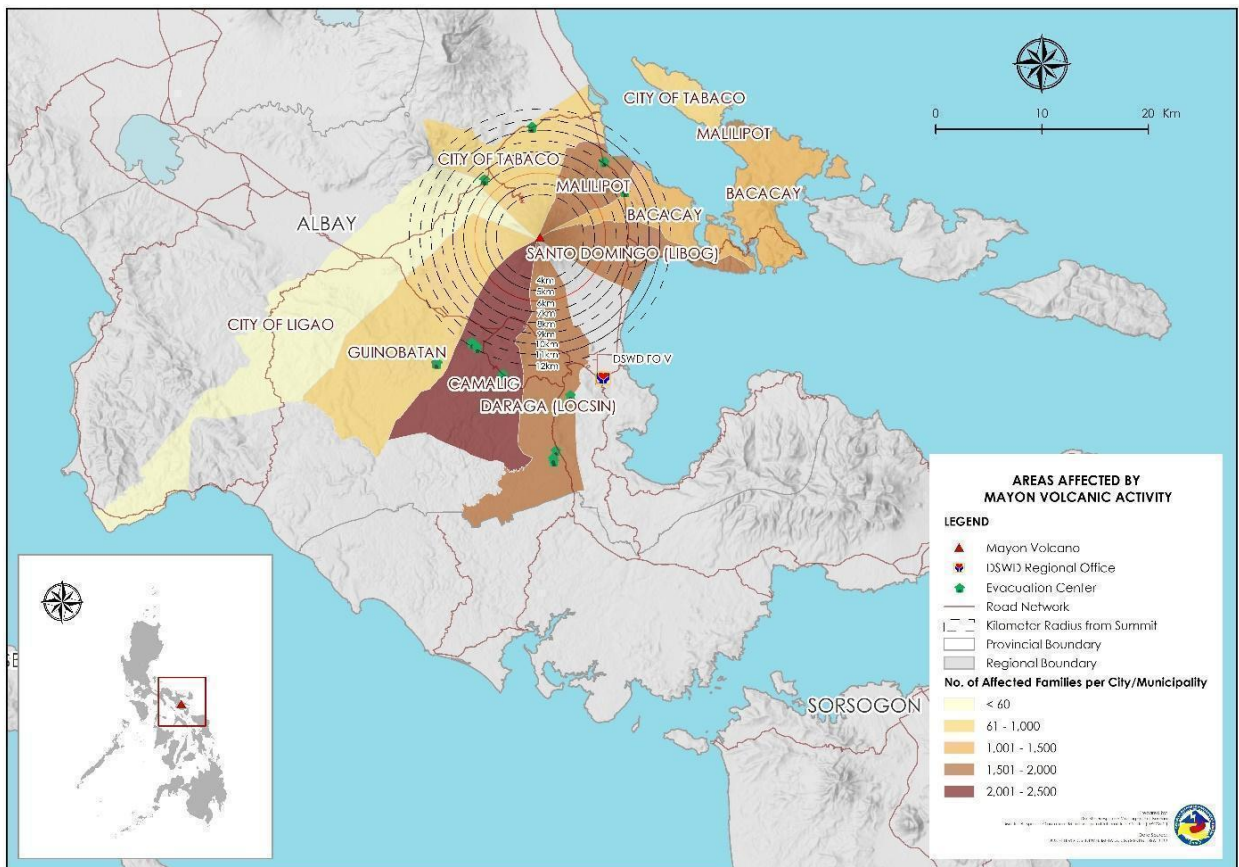 CITY OF TABACO
MALILIPOT
0 10 20 Km
CITY OF TABACO
MALILIPOT
BACACAY
BACACAY
ALBAY
SANTO DOMINGO (LIBOG)
4km
5km
6km
7km
8km
9km
10km
11km
12km
CITY OF LIGAO
GUINOBATAN
DSWD FO V
CAMALIG
DARAGA (LOCSIN)
SORSOGON
AREAS AFFECTED BY
MAYON VOLCANIC ACTIVITY
LEGEND
Mayon Volcano
DSWD Regional Office
Evacuation Center
Road Network
Kilometer Radius from Summit
Provincial Boundary
Regional Boundary
No. of Affected Families per City/Municipality
< 60
61 - 1,000
1,001 - 1,500
1,501 - 2,000
2,001 - 2,500